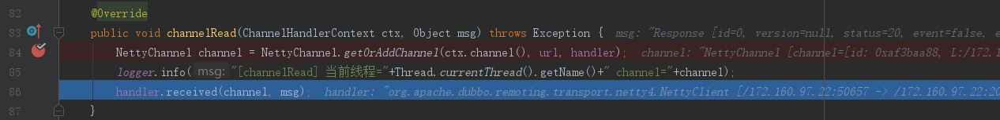 82 @Override
83 public void channelRead(ChannelHandlerContext ctx, Object msg) throws Exception { msg: "Response [id=0, version=null, status=20, event=false, e
84 NettyChannel channel = NettyChannel.getOrAddChannel(ctx.channel(), url, handler); channel: "NettyChannel [channel=[id: 0xaf3baa88, L:/172.1
85 logger.info( msg: "[channelRead] 当前线程="+Thread.currentThread().getName()+" channel="+channel);
86 handler.received(channel, msg); handler: "org.apache.dubbo.remoting.transport.netty4.NettyClient [/172.160.97.22:50657 -> /172.160.97.22:20
87 }